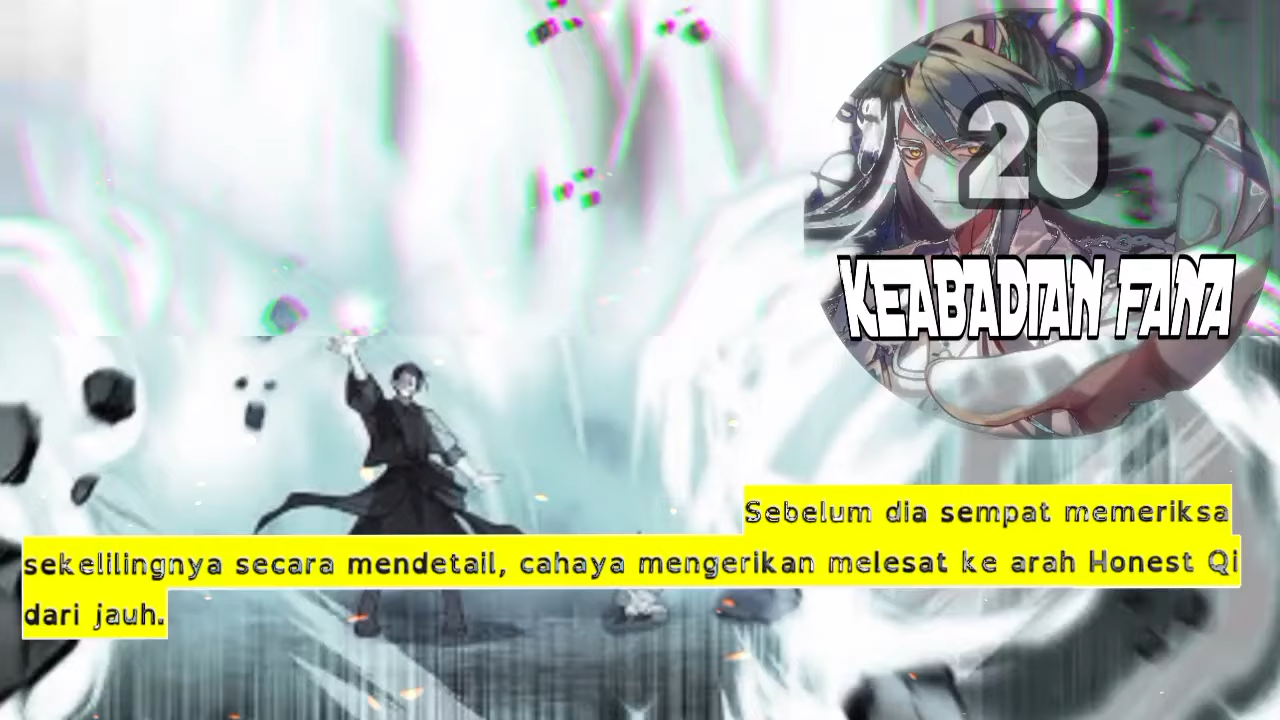 20
KEABADIAN FANA
Sebelum dia sempat memeriksa
sekelilingnya secara mendetail, cahaya mengerikan melesat ke arah Honest Qi
dari jauh.